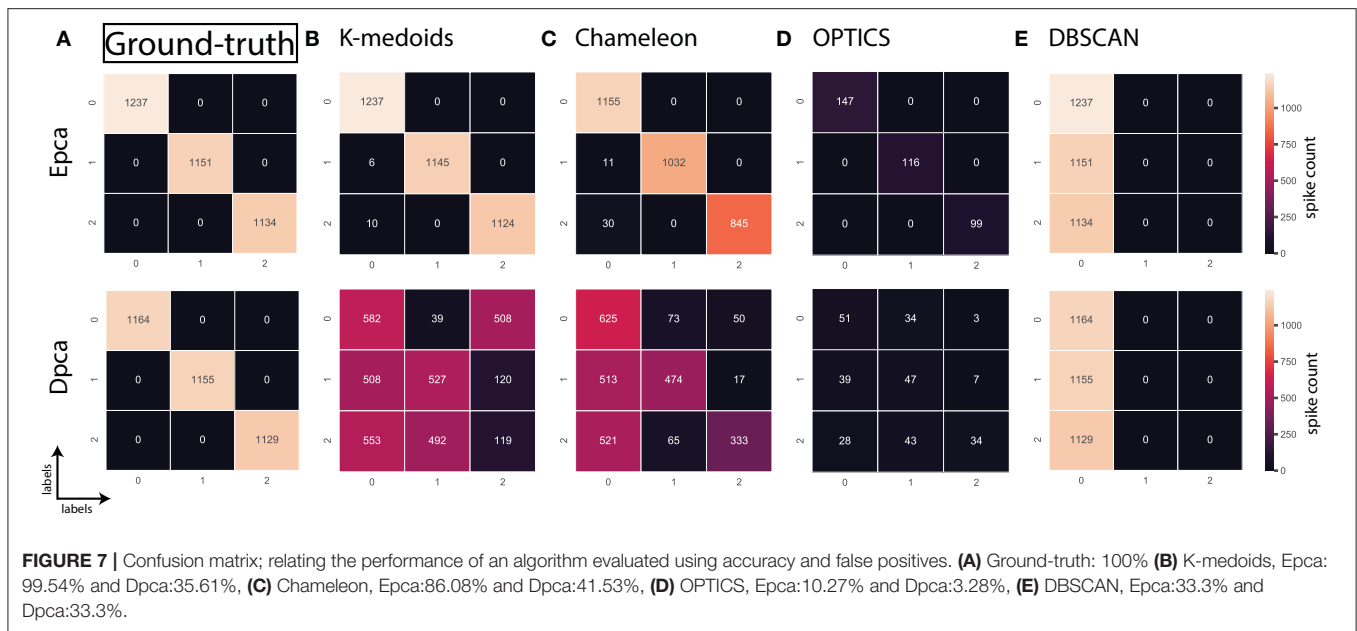 A Ground-truth B K-medoids C Chameleon D OPTICS E DBSCAN
Epca
0 1237 0 0 0 1237 0 0 0 1155 0 0 0 147 0 0 0 1237 0 0 1000
1 0 1151 0 1 6 1145 0 1 11 1032 0 1 0 116 0 1 1151 0 0 750
500
2 0 0 1134 2 10 0 1124 2 30 0 845 2 0 0 99 2 1134 0 0 250
0
spike count
0 1 2 0 1 2 0 1 2 0 1 2 0 1 2
Dpca
0 1164 0 0 0 582 39 508 0 625 73 50 0 51 34 3 0 1164 0 0 1000
1 0 1155 0 1 508 527 120 1 513 474 17 1 39 47 7 1 1155 0 0 750
500
2 0 0 1129 2 553 492 119 2 521 65 333 2 28 43 34 2 1129 0 0 250
0
spike count
0 1 2 0 1 2 0 1 2 0 1 2 0 1 2
labels
labels
FIGURE 7 | Confusion matrix; relating the performance of an algorithm evaluated using accuracy and false positives. (A) Ground-truth: 100% (B) K-medoids, Epca:
99.54% and Dpca:35.61%, (C) Chameleon, Epca:86.08% and Dpca:41.53%, (D) OPTICS, Epca:10.27% and Dpca:3.28%, (E) DBSCAN, Epca:33.3% and
Dpca:33.3%.